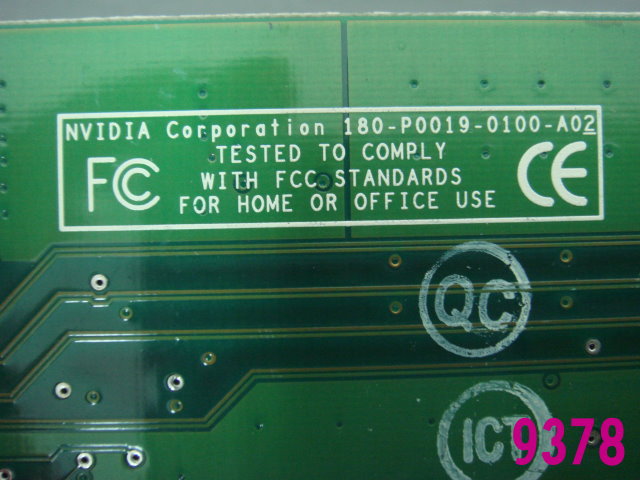 NVIDIA Corporation 180-P0019-0100-A02
TESTED TO COMPLY
FC WITH FCC STANDARDS CE
FOR HOME OR OFFICE USE
QC
ICT
9378